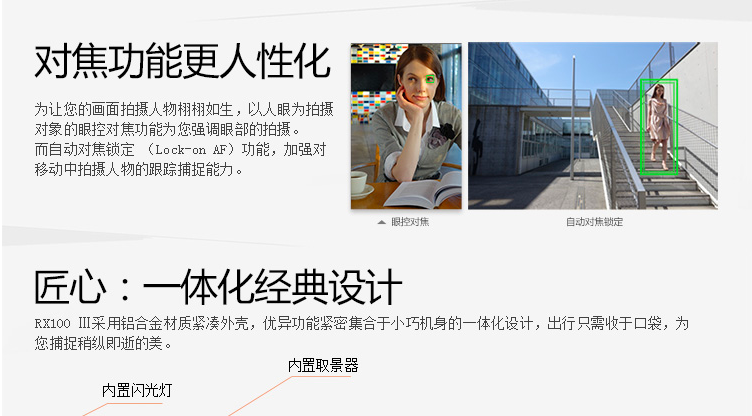 对焦功能更人性化
为让您的画面拍摄人物栩栩如生，以人眼为拍摄
对象的眼控对焦功能为您强调眼部的拍摄。
而自动对焦锁定 （Lock-on AF）功能，加强对
移动中拍摄人物的跟踪捕捉能力。
眼控对焦
自动对焦锁定
匠心：一体化经典设计
RX100 Ⅲ采用铝合金材质紧凑外壳，优异功能紧密集合于小巧机身的一体化设计，出行只需收于口袋，为
您捕捉稍纵即逝的美。
内置取景器
内置闪光灯